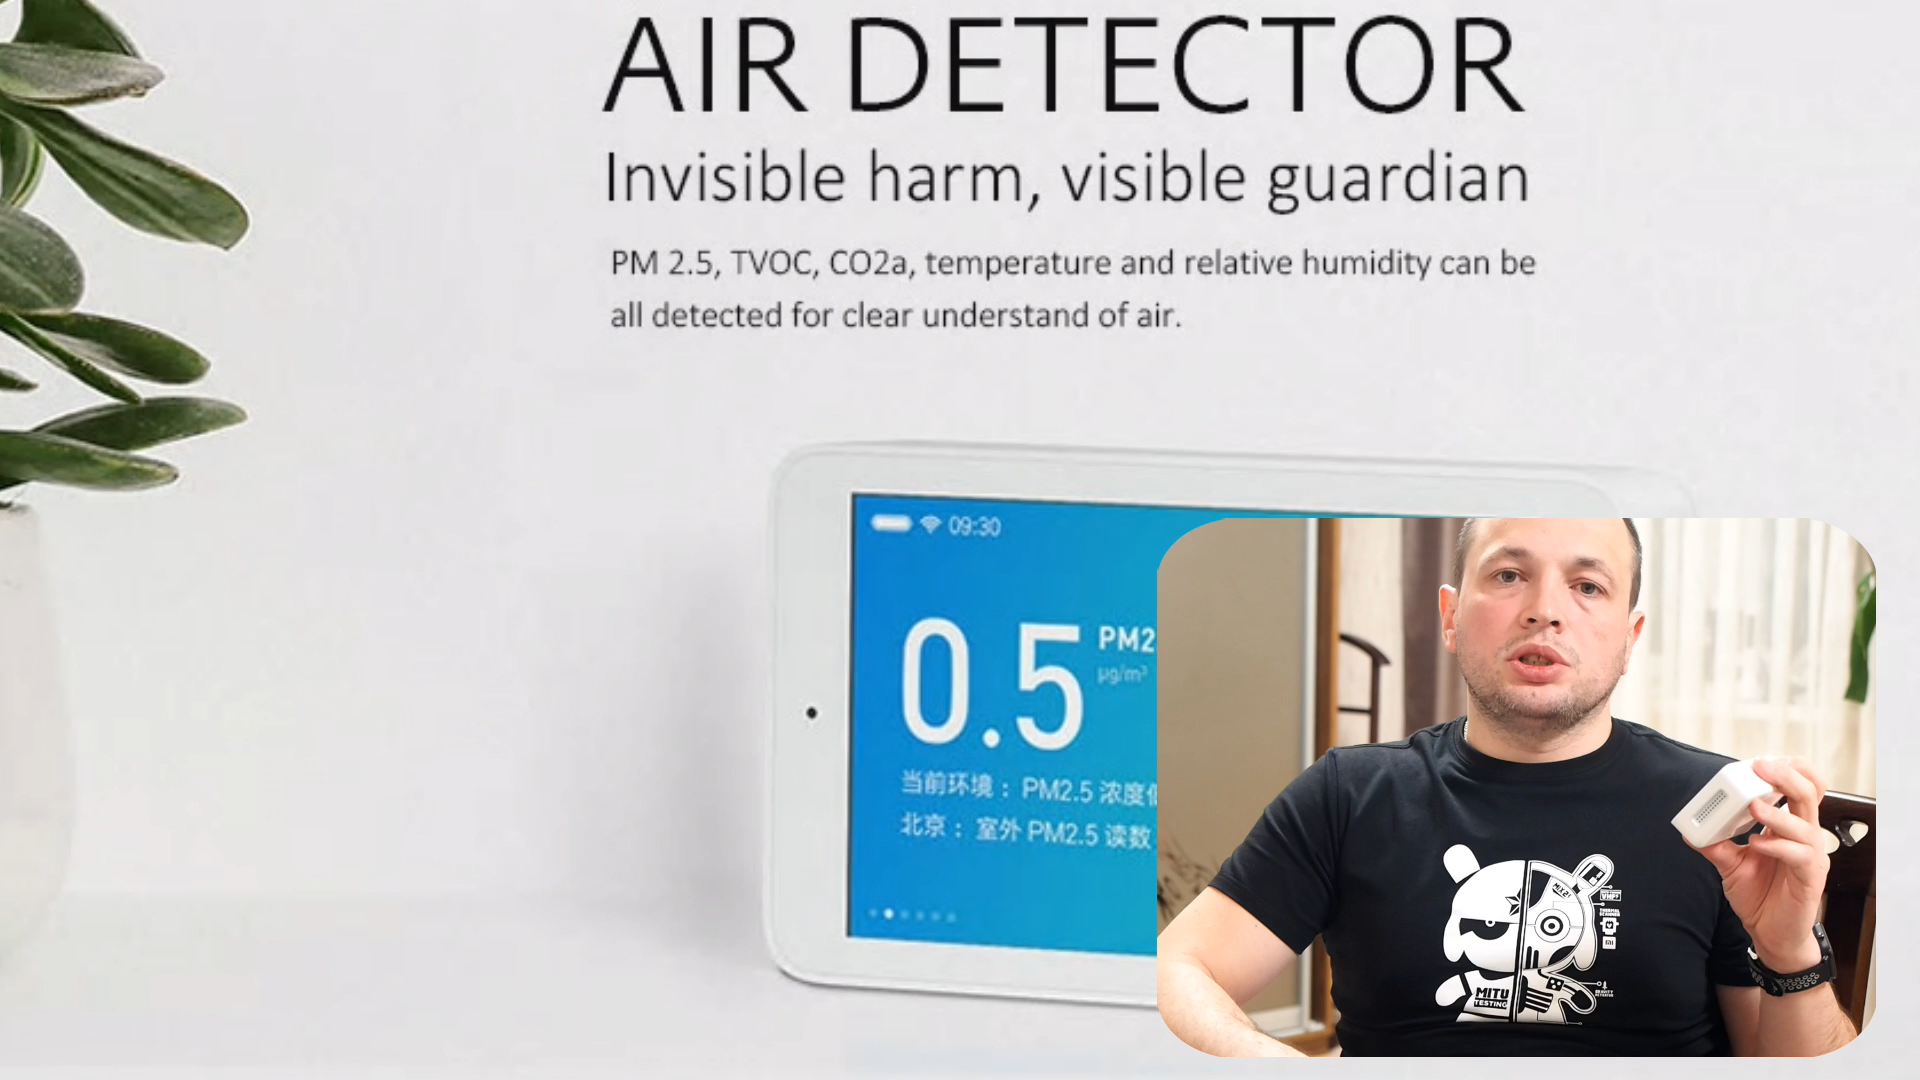 AIR DETECTOR
Invisible harm, visible guardian
PM 2.5, TVOC, CO2a, temperature and relative humidity can be
all detected for clear understand of air.
09:30
0.5
PM2
µg/m³
当前环境： PM2.5 浓度
北京： 室外 PM2.5 读数
MITU
TESTING